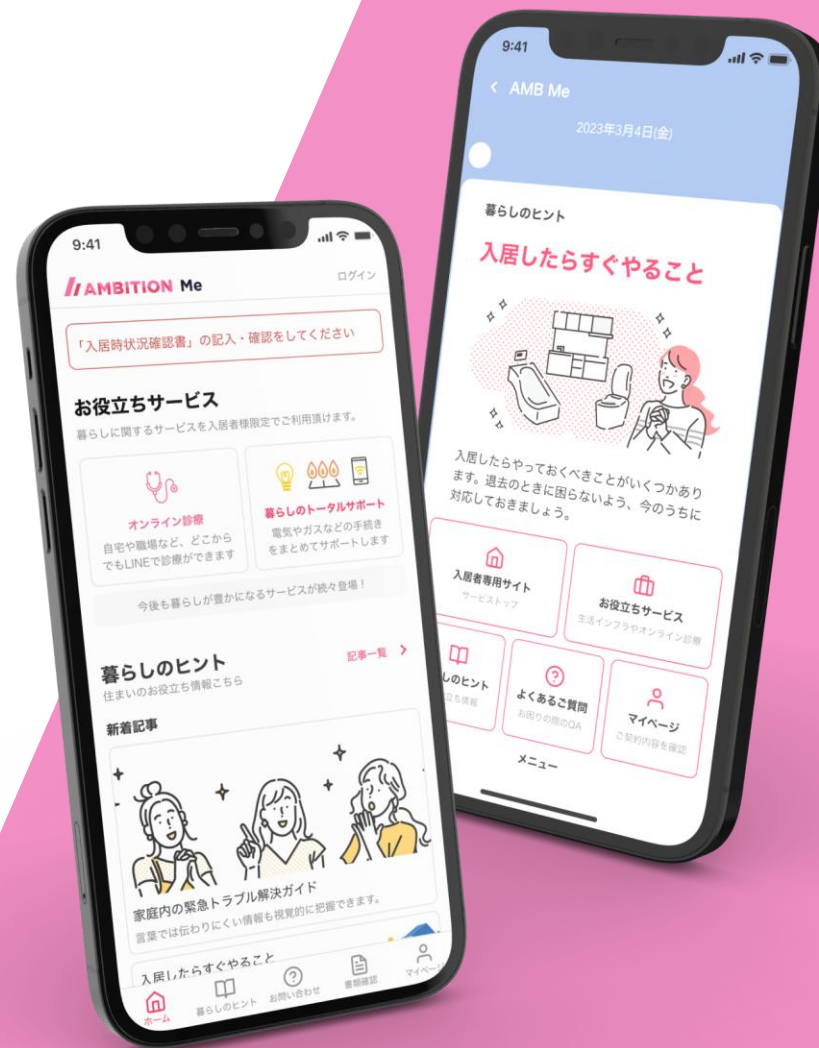 9:41
AMBITION Me
ログイン
「入居時状況確認書」の記入・確認をしてください
お役立ちサービス
暮らしに関するサービスを入居者様限定でご利用頂けます。
オンライン診療
自宅や職場など、どこから
でもLINEで診療ができます
暮らしのトータルサポート
電気やガスなどの手続き
をまとめてサポートします
今後も暮らしが豊かになるサービスが続々登場！
暮らしのヒント
記事一覧
住まいのお役立ち情報こちら
新着記事
家庭内の緊急トラブル解決ガイド
言葉では伝わりにくい情報も視覚的に把握できます。
入居したらすぐやること
ホーム
暮らしのヒント
お問い合わせ
書類確認
マイページ
9:41
AMB Me
2023年3月4日(金)
暮らしのヒント
入居したらすぐやること
入居したらやっておくべきことがいくつかあり
ます。退去のときに困らないよう、今のうちに
対応しておきましょう。
入居者専用サイト
サービストップ
お役立ちサービス
生活インフラやオンライン診療
しのヒント
立ち情報
よくあるご質問
お困りの際のQA
マイページ
ご契約内容を確認
メニュー